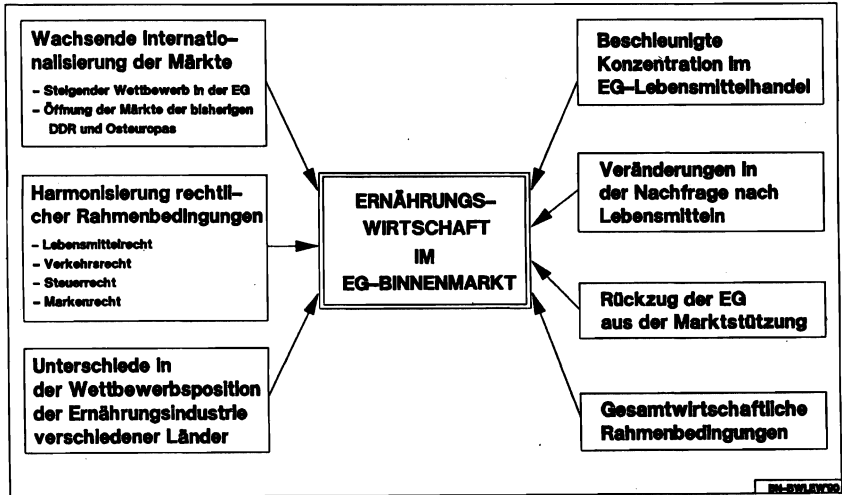 Wachsende Internatio-
nalisierung der Märkte
- Steigender Wettbewerb in der EG
- Öffnung der Märkte der bisherigen
DDR und Osteuropas
Harmonisierung rechtli-
cher Rahmenbedingungen
- Lebensmittelrecht
- Verkehrsrecht
- Steuerrecht
- Markenrecht
Unterschiede in
der Wettbewerbsposition
der Ernährungsindustrie
verschiedener Länder
ERNÄHRUNGS-
WIRTSCHAFT
IM
EG-BINNENMARKT
Beschleunigte
Konzentration im
EG-Lebensmittelhandel
Veränderungen in
der Nachfrage nach
Lebensmitteln
Rückzug der EG
aus der Marktstützung
Gesamtwirtschaftliche
Rahmenbedingungen